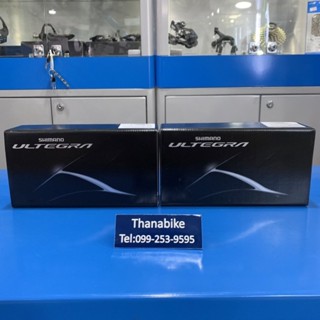 SHIMANO
ULTEGRA
SHIMANO
ULTEGRA
Thanabike
Tel:099-253-9595